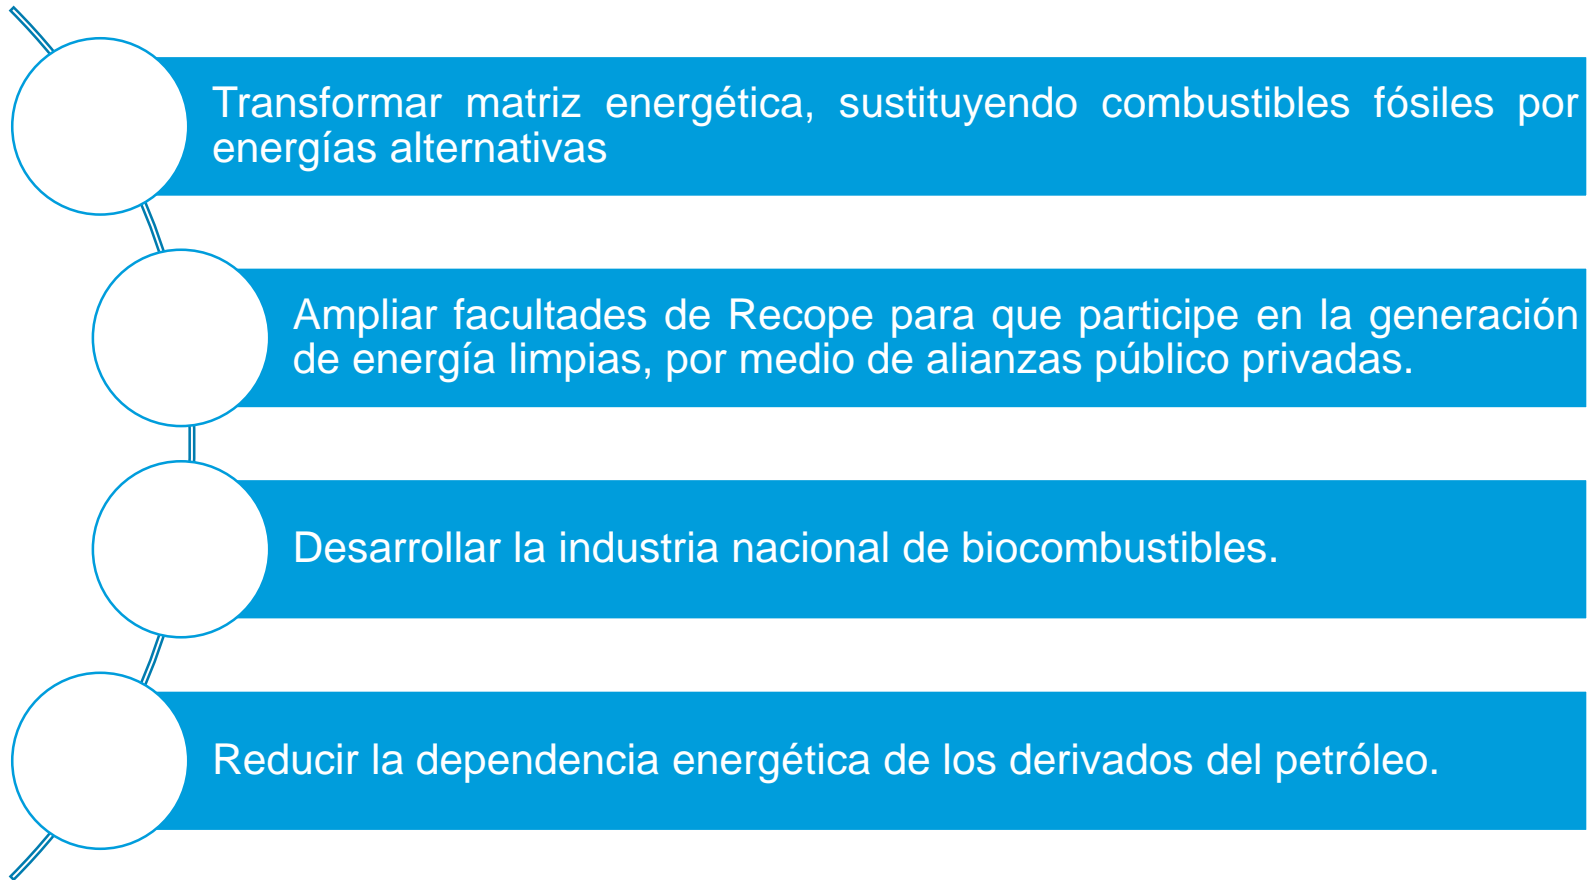 Transformar matriz energética, sustituyendo combustibles fósiles por
energías alternativas
Ampliar facultades de Recope para que participe en la generación
de energía limpias, por medio de alianzas público privadas.
Desarrollar la industria nacional de biocombustibles.
Reducir la dependencia energética de los derivados del petróleo.